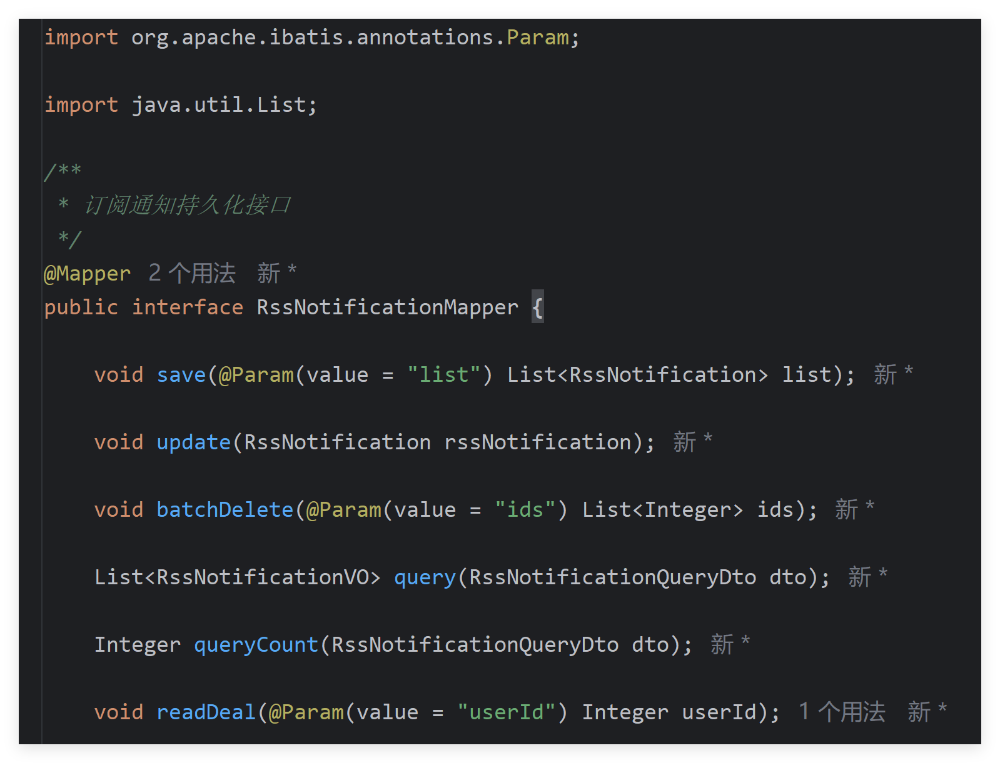 import org.apache.ibatis.annotations.Param;
import java.util.List;
/**
* 订阅通知持久化接口
*/
@Mapper 2 个用法 新 *
public interface RssNotificationMapper {
void save(@Param(value = "list") List<RssNotification> list); 新 *
void update(RssNotification rssNotification); 新 *
void batchDelete(@Param(value = "ids") List<Integer> ids); 新 *
List<RssNotificationVO> query(RssNotificationQueryDto dto); 新 *
Integer queryCount(RssNotificationQueryDto dto); 新 *
void readDeal(@Param(value = "userId") Integer userId); 1 个用法 新 *